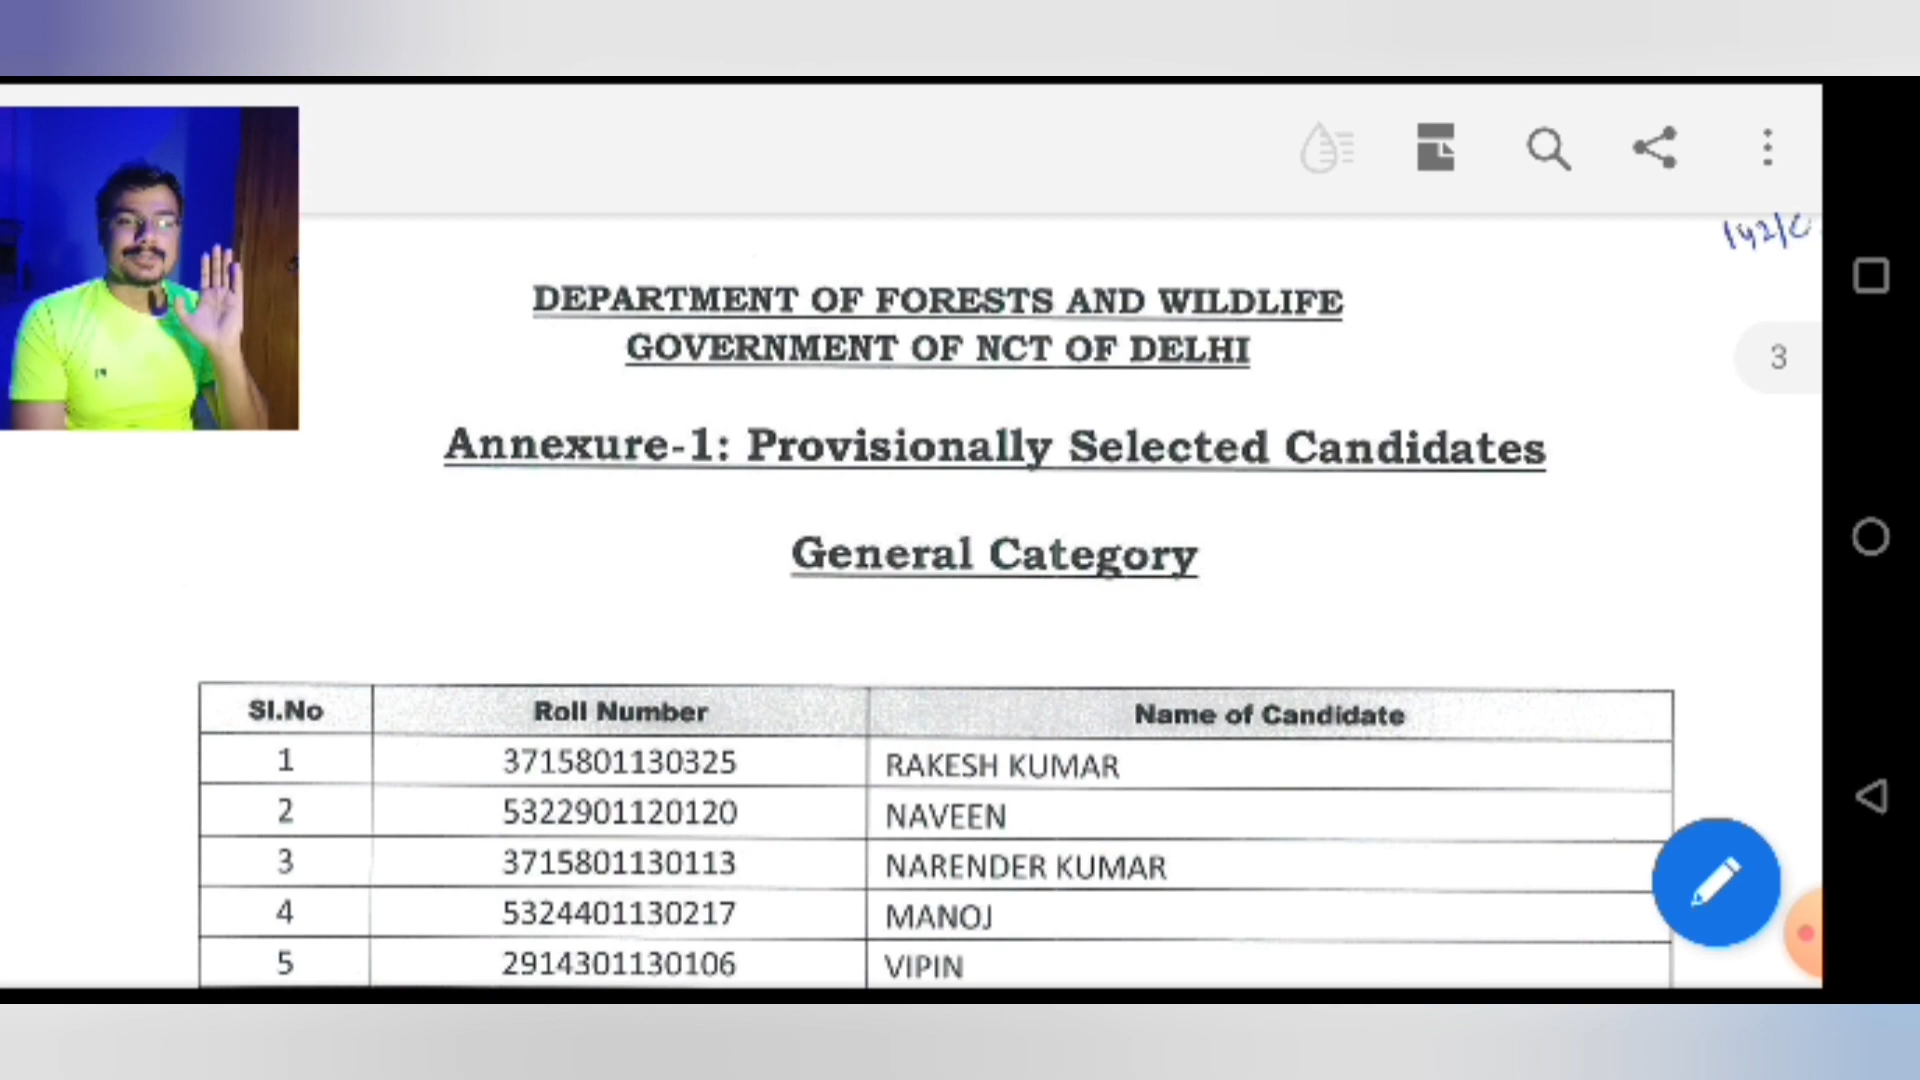 142/C
DEPARTMENT OF FORESTS AND WILDLIFE
GOVERNMENT OF NCT OF DELHI
3
Annexure-1: Provisionally Selected Candidates
General Category
Sl.No Roll Number Name of Candidate
1 3715801130325 RAKESH KUMAR
2 5322901120120 NAVEEN
3 3715801130113 NARENDER KUMAR
4 5324401130217 MANOJ
5 2914301130106 VIPIN